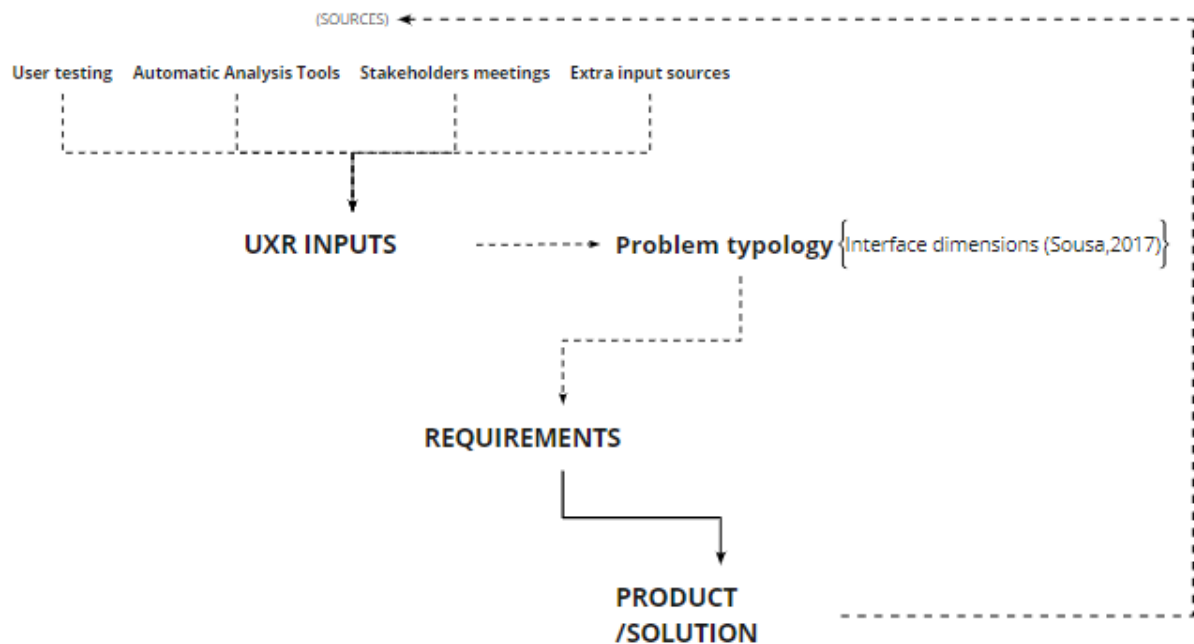 (SOURCES)
User testing Automatic Analysis Tools Stakeholders meetings Extra input sources
UXR INPUTS
Problem typology {Interface dimensions (Sousa,2017)}
REQUIREMENTS
PRODUCT
/SOLUTION